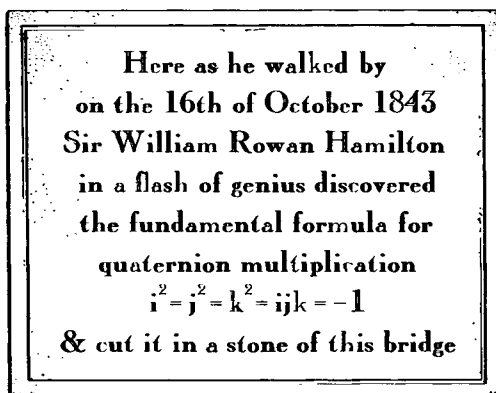 Here as he walked by
on the 16th of October 1843
Sir William Rowan Hamilton
in a flash of genius discovered
the fundamental formula for
quaternion multiplication
i² = j² = k² = ijk = −1
& cut it in a stone of this bridge